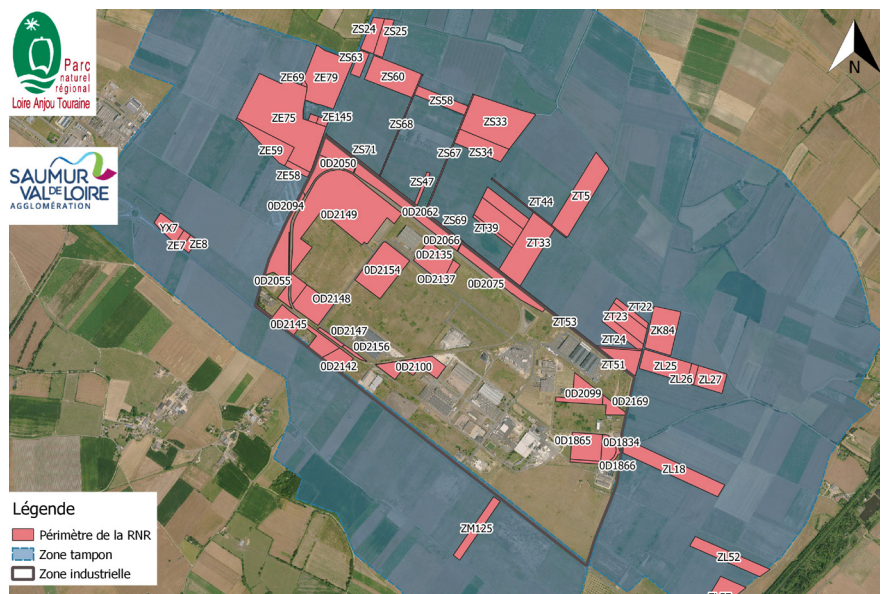 Parc
naturel
régional
Loire Anjou Touraine
SAUMUR
VAL DE LOIRE
AGGLOMÉRATION
N
ZS24
ZS25
ZS63
ZE79
ZS60
ZE69
ZS58
ZE75
ZE145
ZS68
ZS33
ZS71
ZE59
ZS67
ZS34
0D2050
ZE58
ZS47
ZT5
0D2094
ZT44
0D2149
0D2062
ZS69
YX7
ZT39
ZE7
ZE8
0D2066
ZT33
0D2135
0D2154
0D2137
0D2055
0D2075
0D2148
ZT22
ZT23
0D2145
ZT53
ZK84
0D2147
ZT24
0D2156
0D2142
0D2100
ZT51
ZL25
ZL26
ZL27
0D2099
0D2169
0D1865
0D1834
0D1866
ZL18
ZM125
ZL52
Légende
Périmètre de la RNR
Zone tampon
Zone industrielle